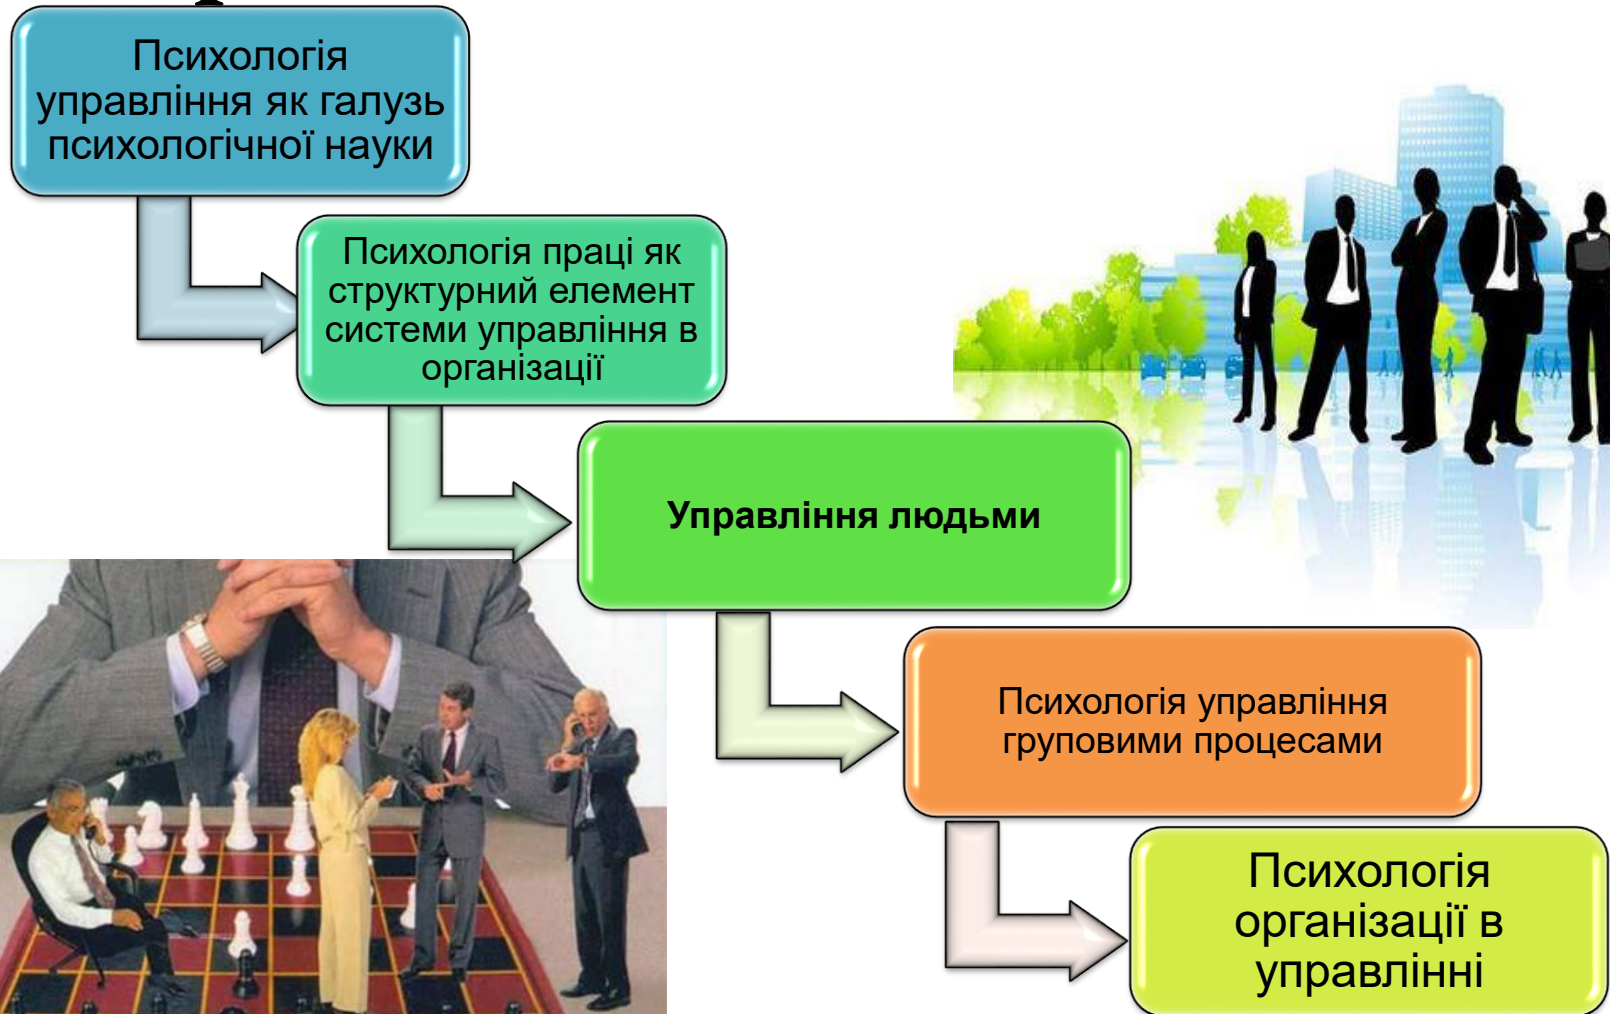 Психологія
управління як галузь
психологічної науки
Психологія праці як
структурний елемент
системи управління в
організації
Управління людьми
Психологія управління
груповими процесами
Психологія
організації в
управлінні